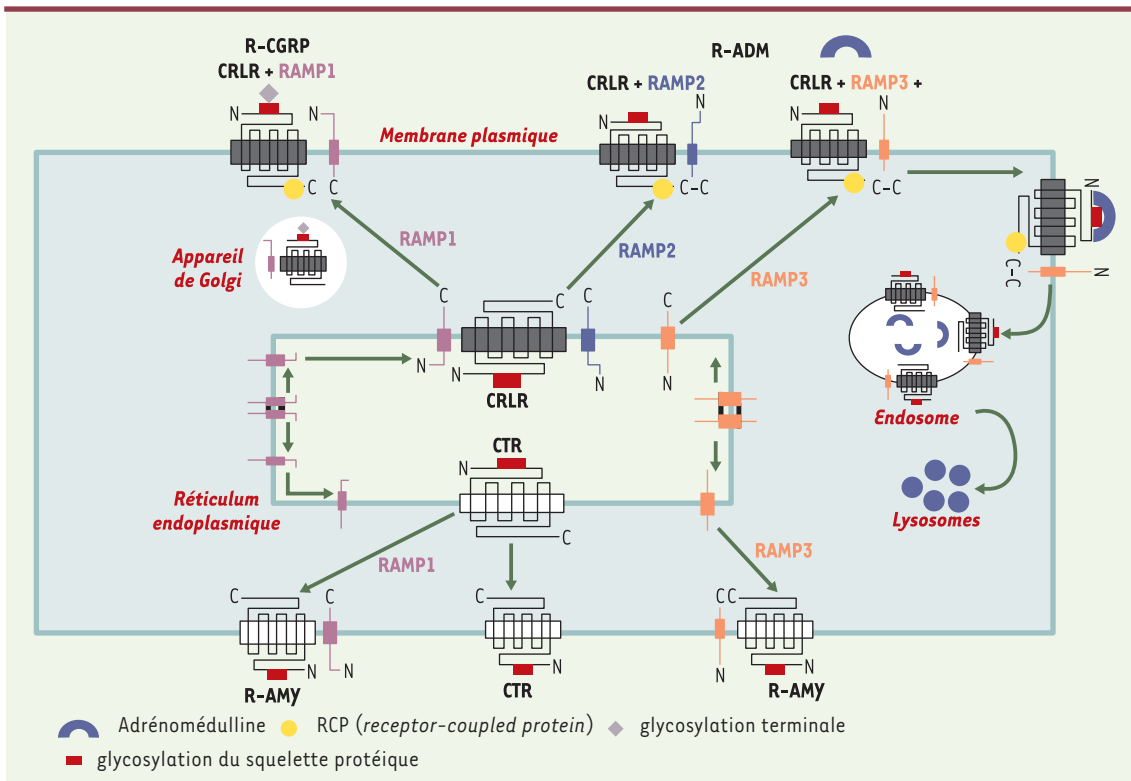 R-CGRP
CRLR + RAMP1
R-ADM
CRLR + RAMP2
CRLR + RAMP3 +
N
N
N
N
N
N
Membrane plasmique
C
C
C-C
C-C
N
C-C
N
Appareil
de Golgi
RAMP1
RAMP2
RAMP3
C
C
C
C
N
N
N
N
CRLR
Endosome
CTR
N
C
Réticulum
endoplasmique
Lysosomes
RAMP1
RAMP3
C
C
C
CC
N
N
N
N
N
R-AMY
CTR
R-AMY
Adrénomédulline
RCP (receptor-coupled protein)
glycosylation terminale
glycosylation du squelette protéique